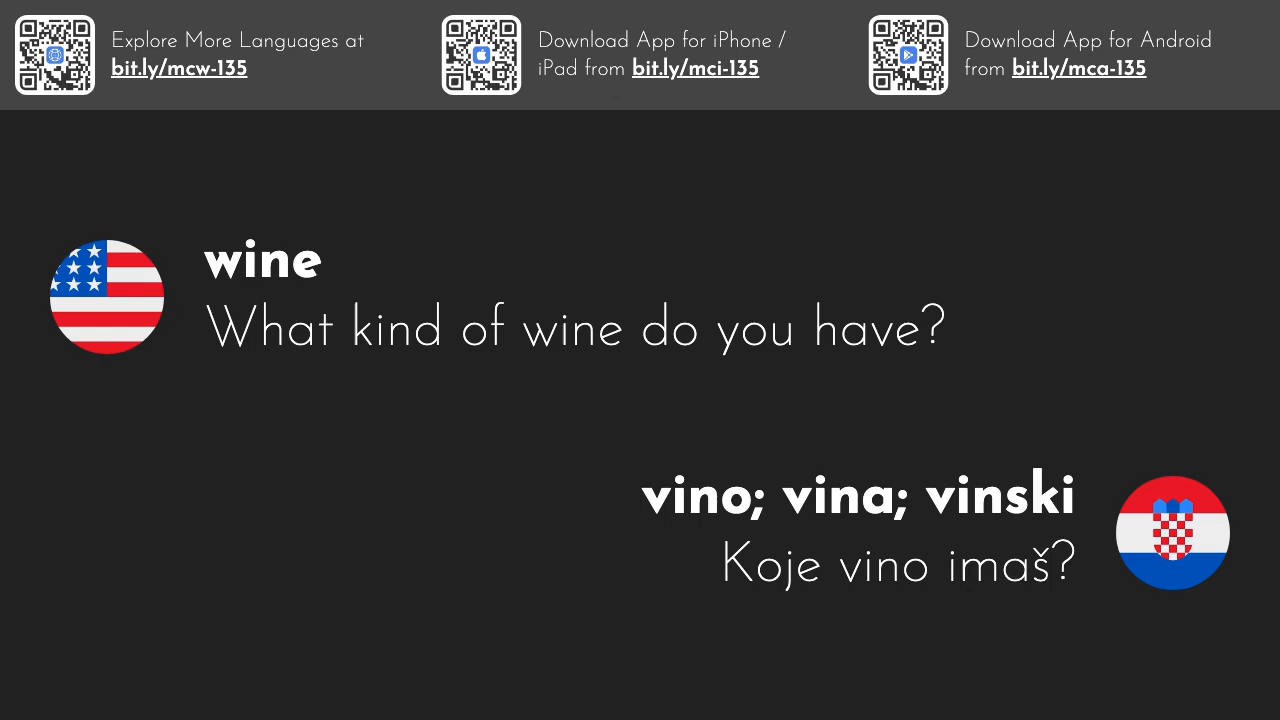 Explore More Languages at
bit.ly/mcw-135
Download App for iPhone /
iPad from bit.ly/mci-135
Download App for Android
from bit.ly/mca-135
wine
What kind of wine do you have?
vino; vina; vinski
Koje vino imaš?